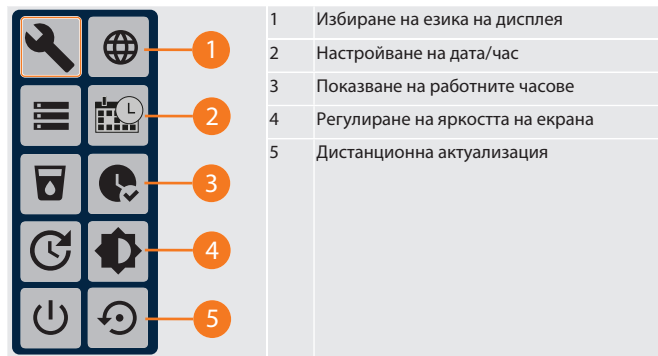 1 Избиране на езика на дисплея
1
2 Настройване на дата/час
2
3 Показване на работните часове
3
4 Регулиране на яркостта на екрана
4
5 Дистанционна актуализация
5